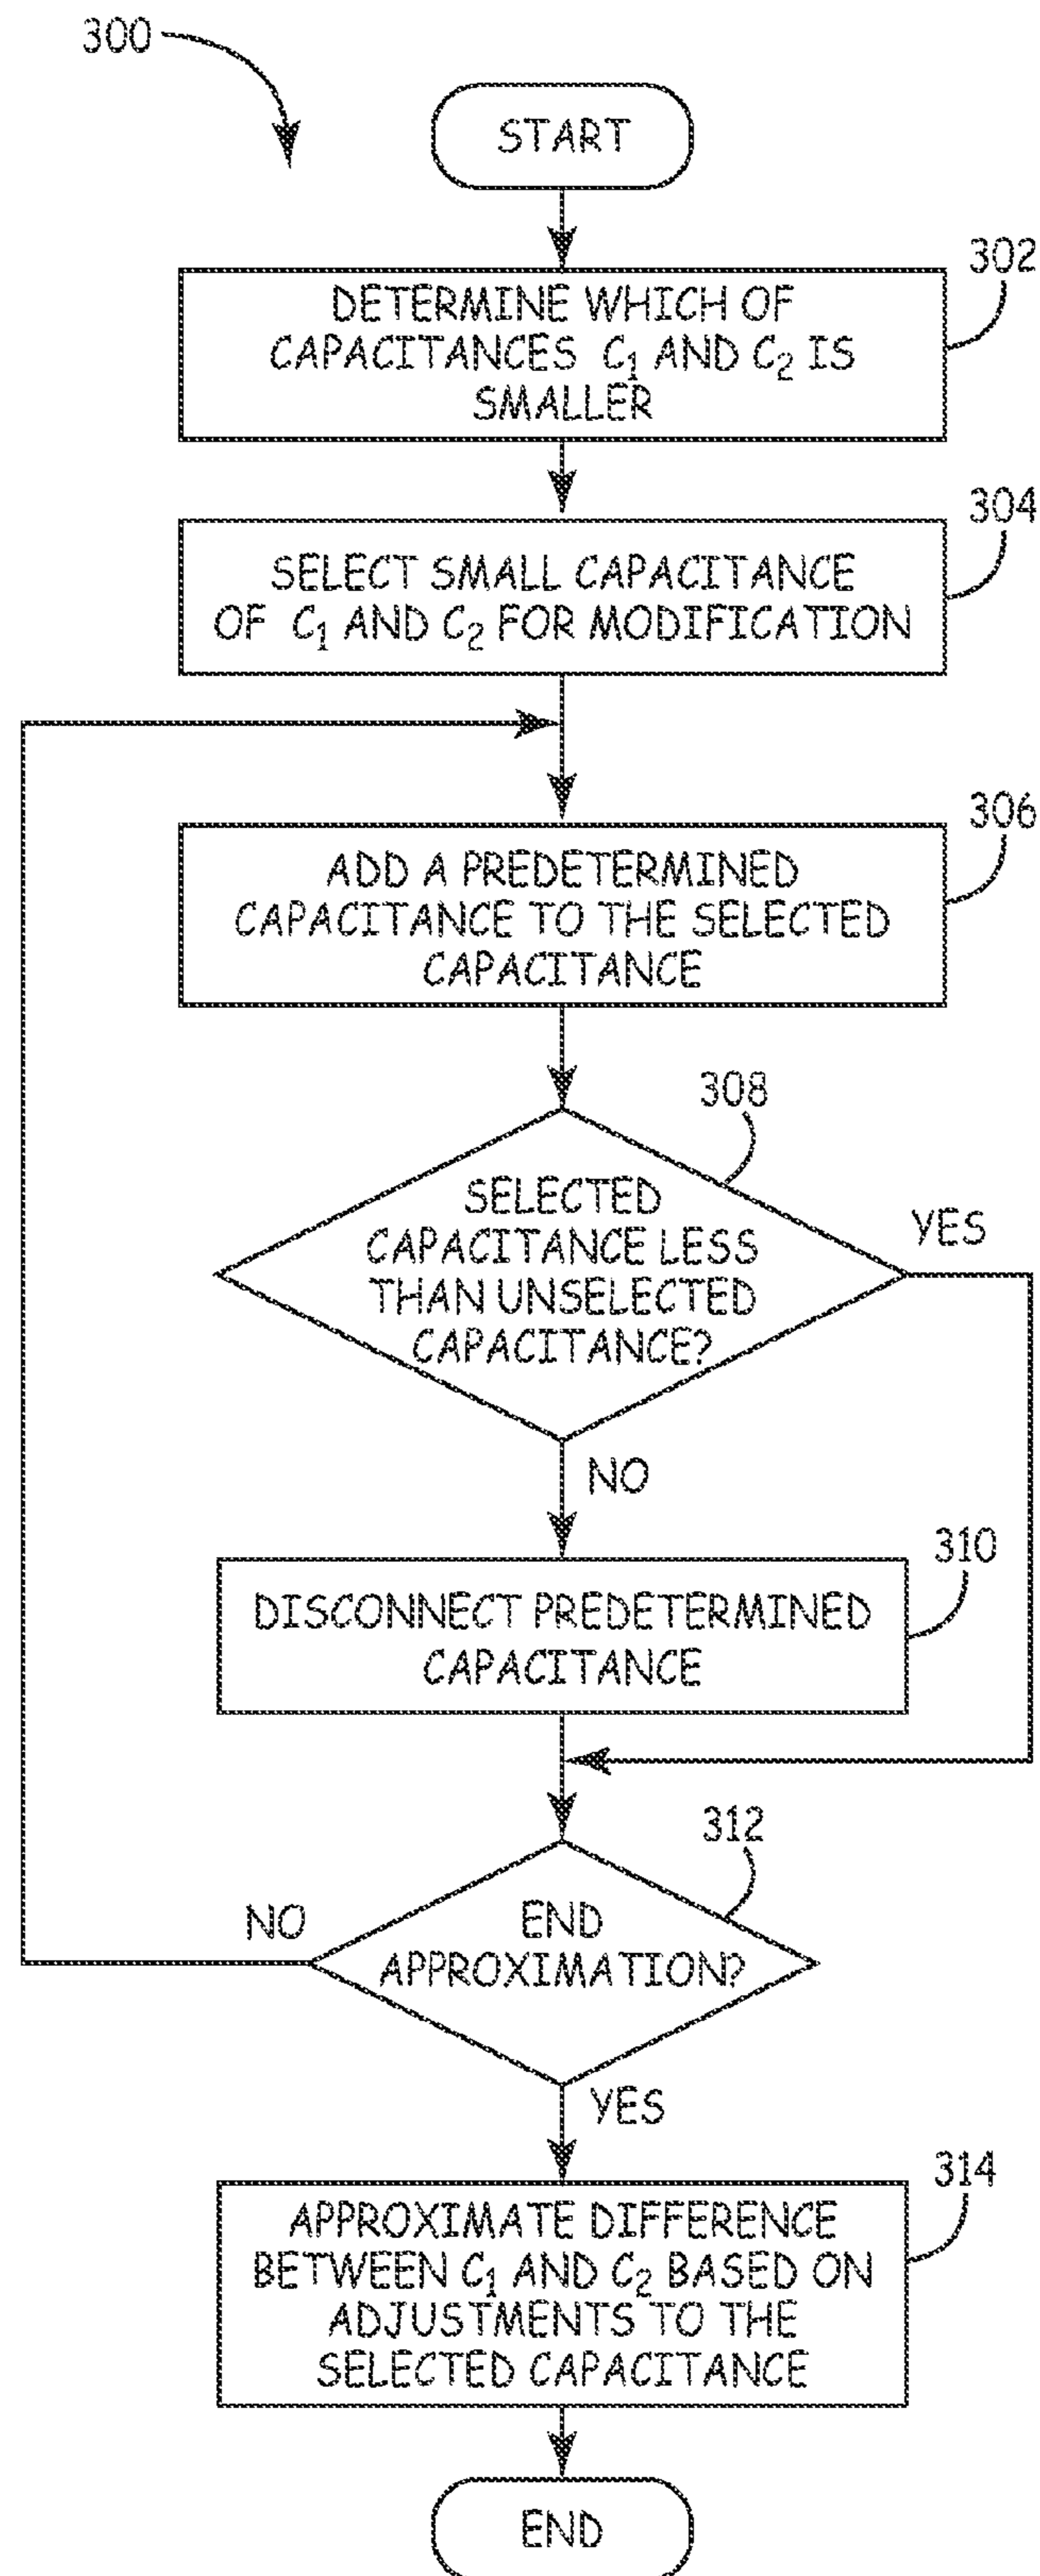 300
START
302
DETERMINE WHICH OF
CAPACITANCES C₁ AND C₂ IS
SMALLER
304
SELECT SMALL CAPACITANCE
OF C₁ AND C₂ FOR MODIFICATION
306
ADD A PREDETERMINED
CAPACITANCE TO THE SELECTED
CAPACITANCE
308
SELECTED
CAPACITANCE LESS
THAN UNSELECTED
CAPACITANCE?
YES
NO
310
DISCONNECT PREDETERMINED
CAPACITANCE
312
END
APPROXIMATION?
NO
YES
314
APPROXIMATE DIFFERENCE
BETWEEN C₁ AND C₂ BASED ON
ADJUSTMENTS TO THE
SELECTED CAPACITANCE
END